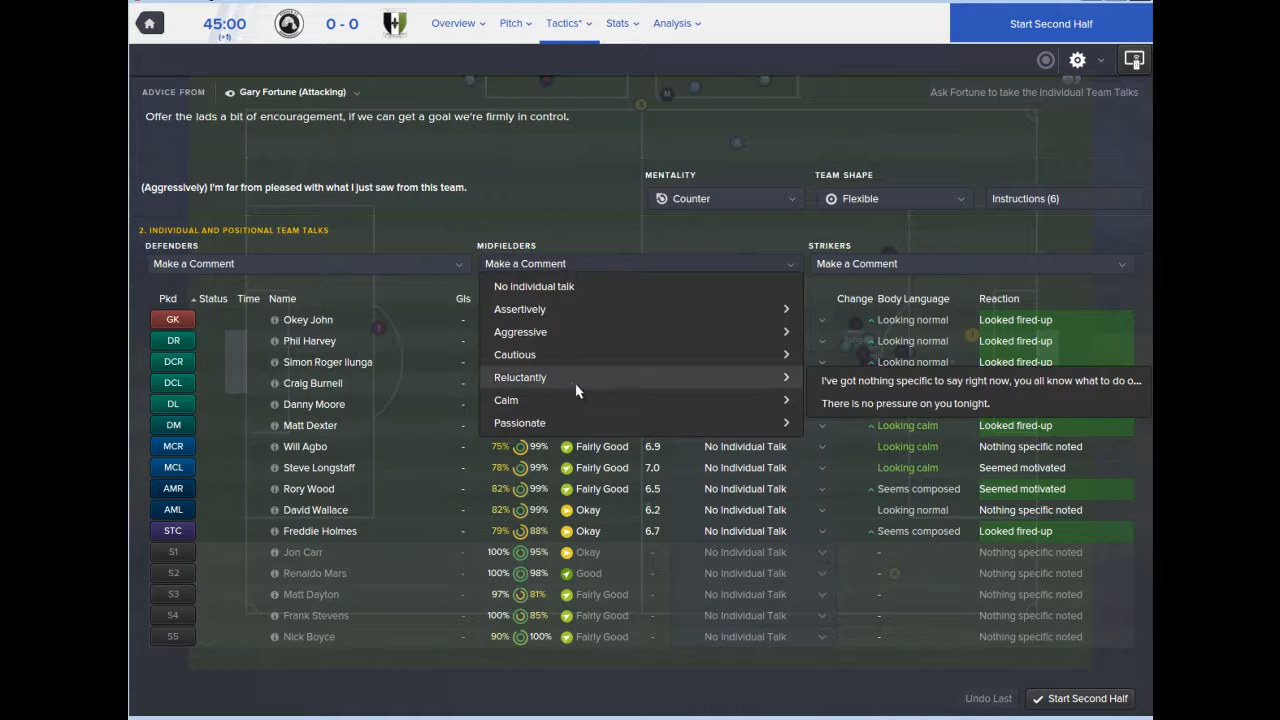 45:00
(+1)
0 - 0
Overview
Pitch
Tactics*
Stats
Analysis
Start Second Half
ADVICE FROM
Gary Fortune (Attacking)
Ask Fortune to take the Individual Team Talks
Offer the lads a bit of encouragement, if we can get a goal we're firmly in control.
(Aggressively) I'm far from pleased with what I just saw from this team.
MENTALITY
TEAM SHAPE
Counter
Flexible
Instructions (6)
2. INDIVIDUAL AND POSITIONAL TEAM TALKS
DEFENDERS
MIDFIELDERS
STRIKERS
Make a Comment
Make a Comment
Make a Comment
No individual talk
Assertively
Aggressive
Cautious
Reluctantly
Calm
Passionate
I've got nothing specific to say right now, you all know what to do o...
There is no pressure on you tonight.
Pkd Status Time Name Gls Change Body Language Reaction
GK Okey John - Looking normal Looked fired-up
DR Phil Harvey - Looking normal Looked fired-up
DCR Simon Roger Ilunga - Looking normal Looked fired-up
DCL Craig Burnell -
DL Danny Moore -
DM Matt Dexter - Looking calm Looked fired-up
MCR Will Agbo - 75% 99% Fairly Good 6.9 No Individual Talk Looking calm Nothing specific noted
MCL Steve Longstaff - 78% 99% Fairly Good 7.0 No Individual Talk Looking calm Seemed motivated
AMR Rory Wood - 82% 99% Fairly Good 6.5 No Individual Talk Seems composed Seemed motivated
AML David Wallace - 82% 99% Okay 6.2 No Individual Talk Looking normal Nothing specific noted
STC Freddie Holmes - 79% 88% Okay 6.7 No Individual Talk Seems composed Looked fired-up
S1 Jon Carr - 100% 95% Okay - No Individual Talk - Nothing specific noted
S2 Renaldo Mars - 100% 98% Good - No Individual Talk - Nothing specific noted
S3 Matt Dayton - 97% 81% Fairly Good - No Individual Talk - Nothing specific noted
S4 Frank Stevens - 100% 85% Fairly Good - No Individual Talk - Nothing specific noted
S5 Nick Boyce - 90% 100% Fairly Good - No Individual Talk - Nothing specific noted
Undo Last
Start Second Half